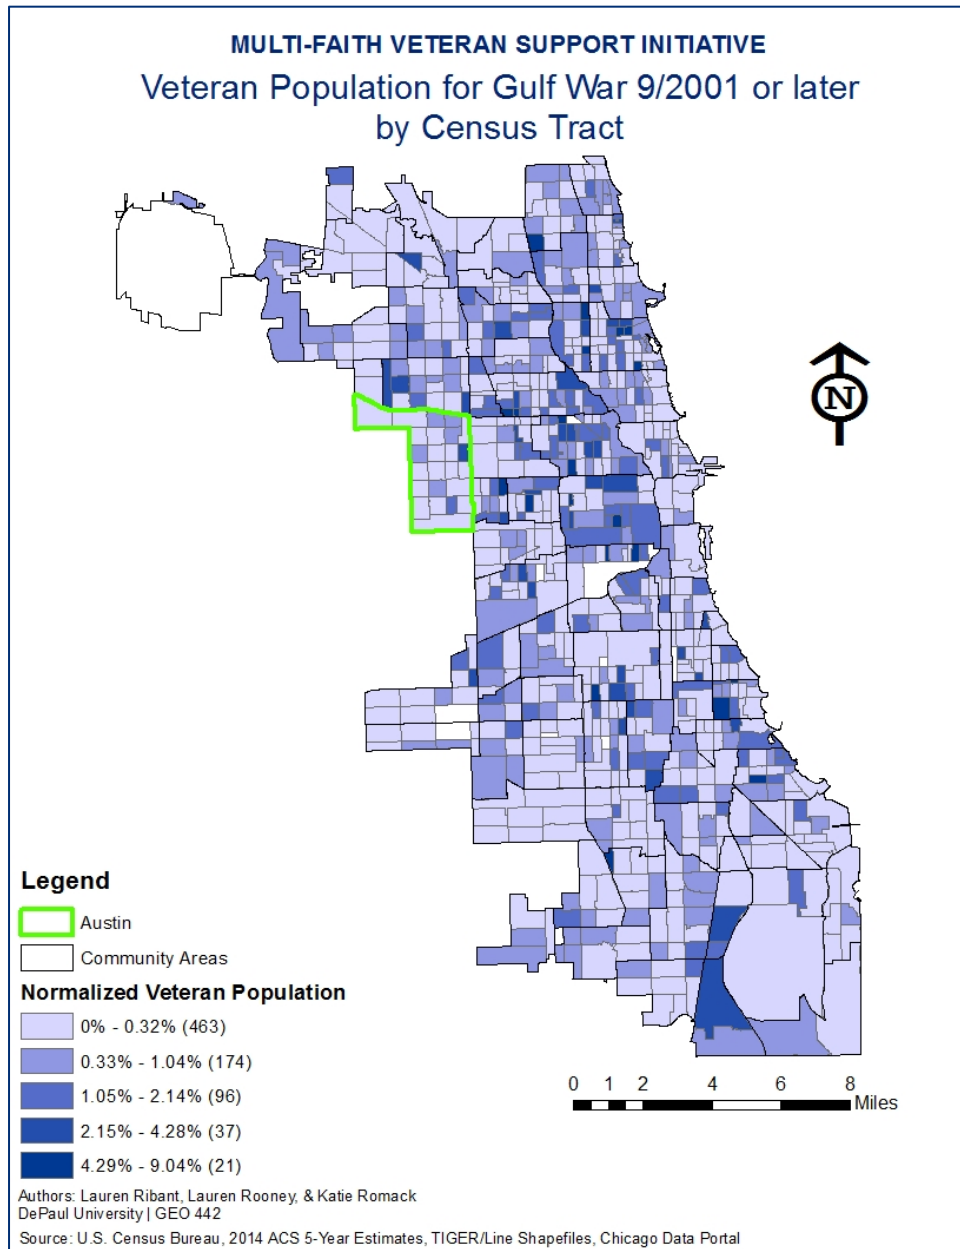 MULTI-FAITH VETERAN SUPPORT INITIATIVE
Veteran Population for Gulf War 9/2001 or later
by Census Tract
N
Legend
Austin
Community Areas
Normalized Veteran Population
0% - 0.32% (463)
0.33% - 1.04% (174)
1.05% - 2.14% (96)
2.15% - 4.28% (37)
4.29% - 9.04% (21)
0 1 2 4 6 8
Miles
Authors: Lauren Ribant, Lauren Rooney, & Katie Romack
DePaul University | GEO 442
Source: U.S. Census Bureau, 2014 ACS 5-Year Estimates, TIGER/Line Shapefiles, Chicago Data Portal